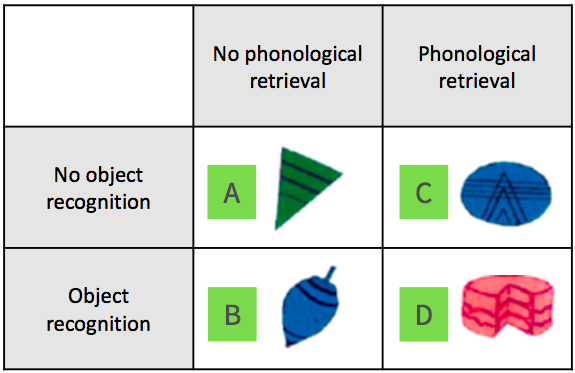 No phonological
retrieval
Phonological
retrieval
No object
recognition
A
C
Object
recognition
B
D